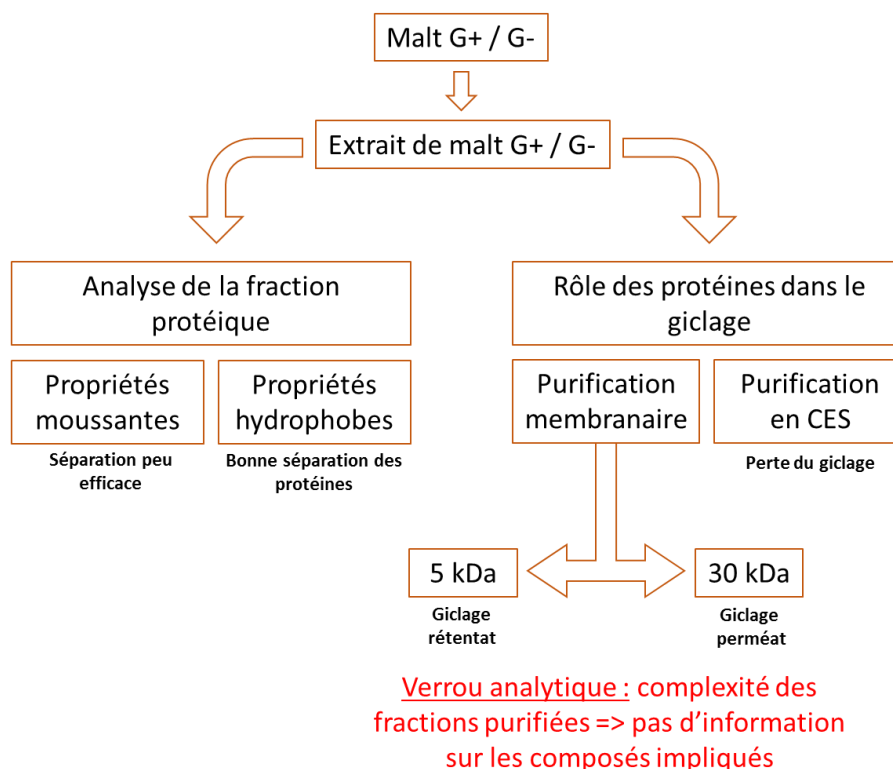 Malt G+ / G-
Extrait de malt G+ / G-
Analyse de la fraction
protéique
Rôle des protéines dans le
giclage
Propriétés
moussantes
Propriétés
hydrophobes
Purification
membranaire
Purification
en CES
Séparation peu
efficace
Bonne séparation des
protéines
Perte du giclage
5 kDa
30 kDa
Giclage
rétentat
Giclage
perméat
Verrou analytique : complexité des
fractions purifiées => pas d’information
sur les composés impliqués